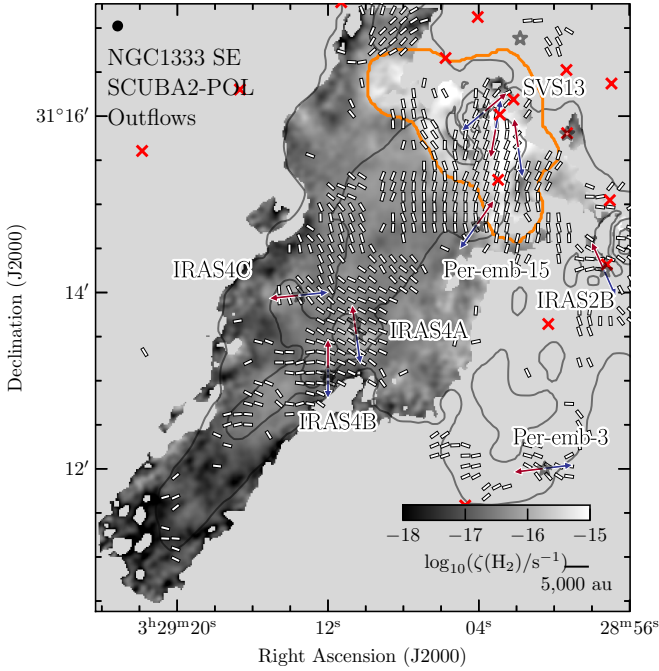 NGC1333 SE
SCUBA2-POL
Outflows
SVS13
31°16′
IRAS4C
Per-emb-15
14′
IRAS2B
IRAS4A
IRAS4B
Per-emb-3
12′
−18 −17 −16 −15
log₁₀(ζ(H₂)/s⁻¹)
5,000 au
3ʰ29ᵐ20ˢ 12ˢ 04ˢ 28ᵐ56ˢ
Right Ascension (J2000)
Declination (J2000)